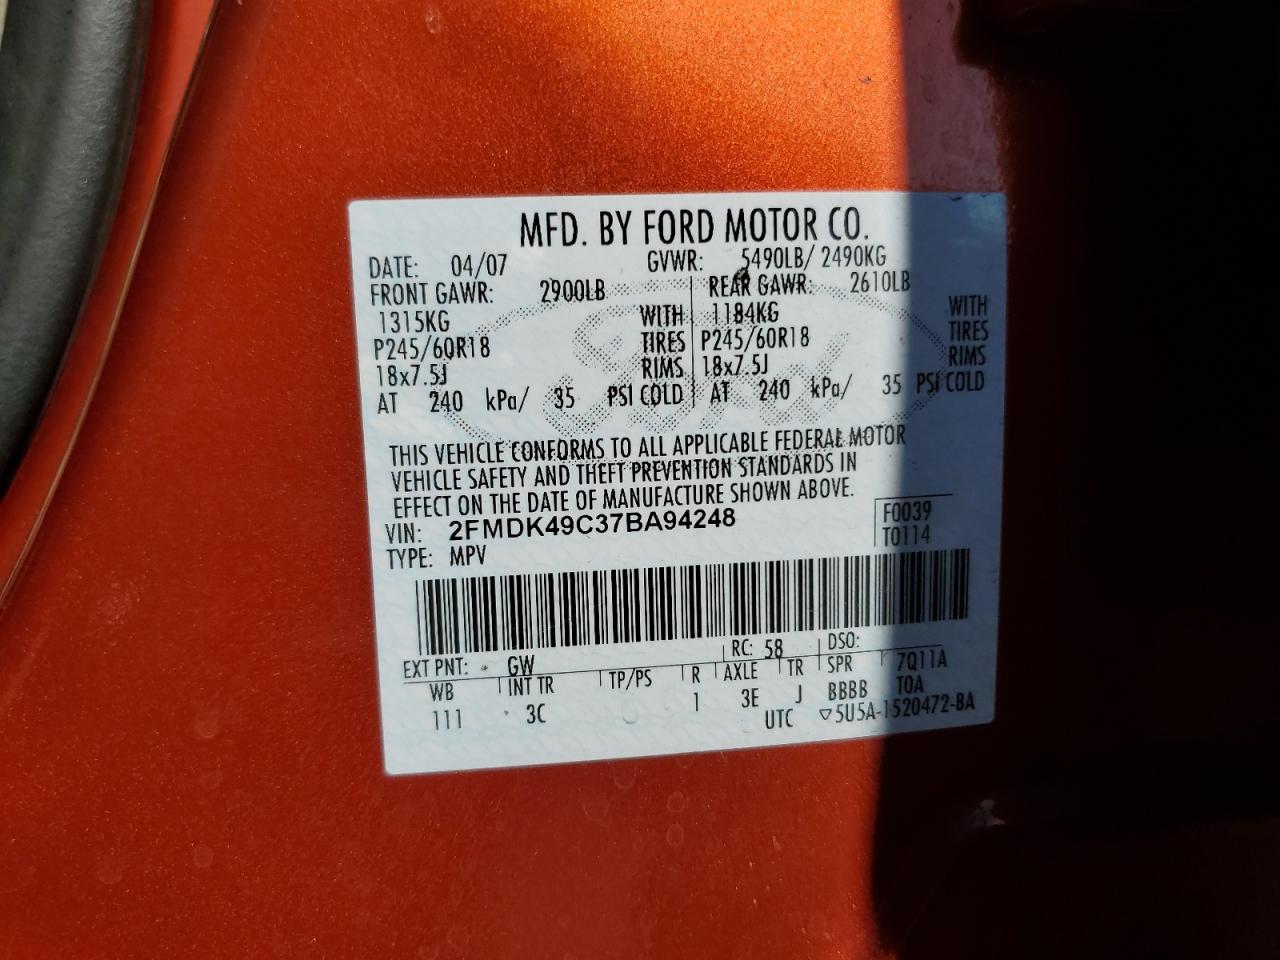 MFD. BY FORD MOTOR CO.
DATE: 04/07 GVWR: 5490LB/ 2490KG
FRONT GAWR: 2900LB REAR GAWR: 2610LB
1315KG WITH 1184KG WITH
P245/60R18 TIRES P245/60R18 TIRES
18x7.5J RIMS 18x7.5J RIMS
AT 240 kPa/ 35 PSI COLD AT 240 kPa/ 35 PSI COLD
THIS VEHICLE CONFORMS TO ALL APPLICABLE FEDERAL MOTOR
VEHICLE SAFETY AND THEFT PREVENTION STANDARDS IN
EFFECT ON THE DATE OF MANUFACTURE SHOWN ABOVE.
VIN: 2FMDK49C37BA94248 F0039
TYPE: MPV T0114
EXT PNT: GW RC: 58 DSO:
WB INT TR TP/PS R AXLE TR SPR 7Q11A
111 3C 1 3E J BBBB T0A
UTC ▽5U5A-1520472-BA